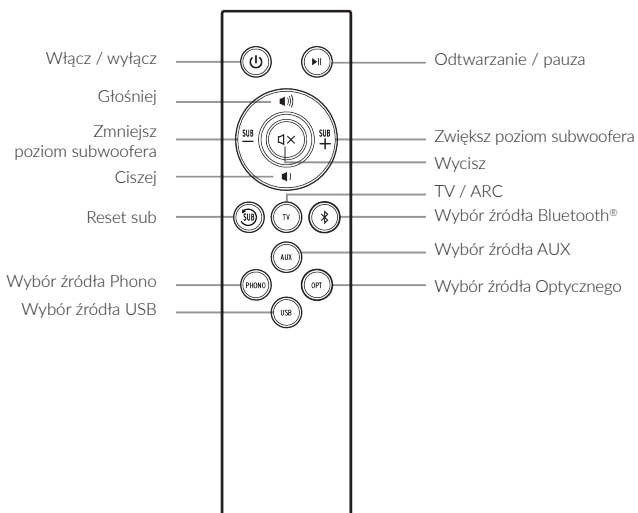 Włącz / wyłącz
Głośniej
Zmniejsz
poziom subwoofera
Ciszej
Reset sub
Wybór źródła Phono
Wybór źródła USB
SUB
SUB
SUB
TV
AUX
PHONO
OPT
USB
Odtwarzanie / pauza
Zwiększ poziom subwoofera
Wycisz
TV / ARC
Wybór źródła Bluetooth®
Wybór źródła AUX
Wybór źródła Optycznego